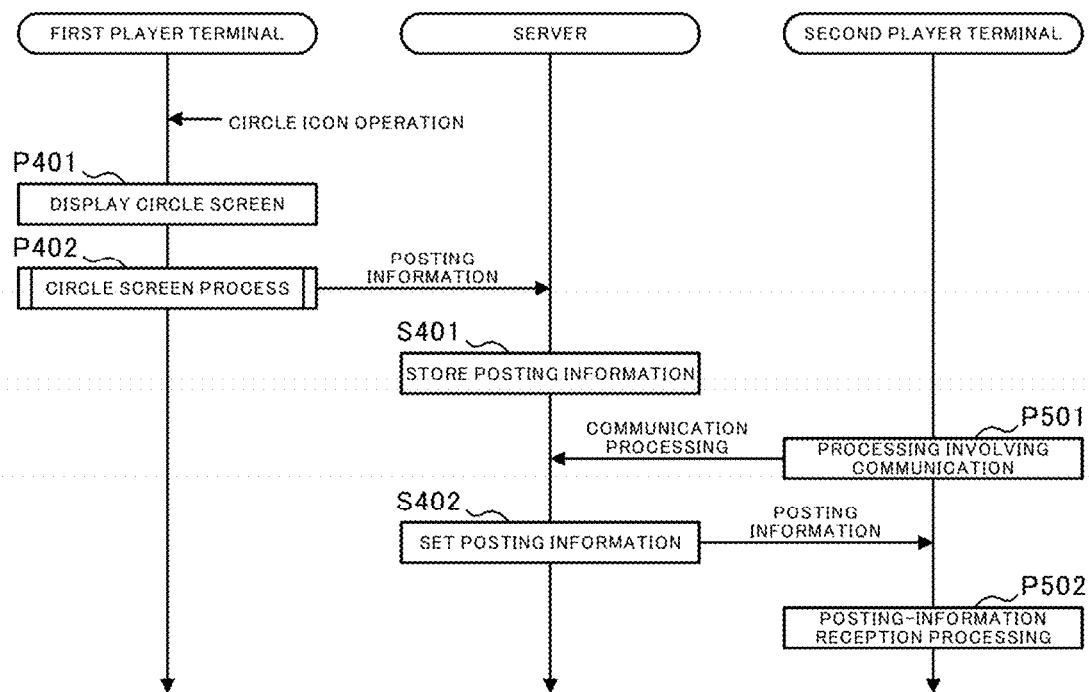 FIRST PLAYER TERMINAL
SERVER
SECOND PLAYER TERMINAL
CIRCLE ICON OPERATION
P401
DISPLAY CIRCLE SCREEN
P402
CIRCLE SCREEN PROCESS
POSTING
INFORMATION
S401
STORE POSTING INFORMATION
COMMUNICATION
PROCESSING
P501
PROCESSING INVOLVING
COMMUNICATION
S402
SET POSTING INFORMATION
POSTING
INFORMATION
P502
POSTING-INFORMATION
RECEPTION PROCESSING